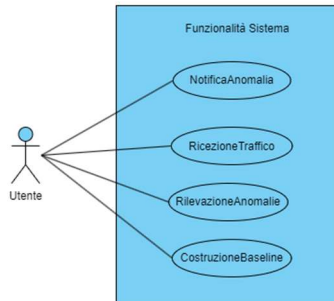 Funzionalità Sistema
NotificaAnomalia
RicezioneTraffico
RilevazioneAnomalie
CostruzioneBaseline
Utente